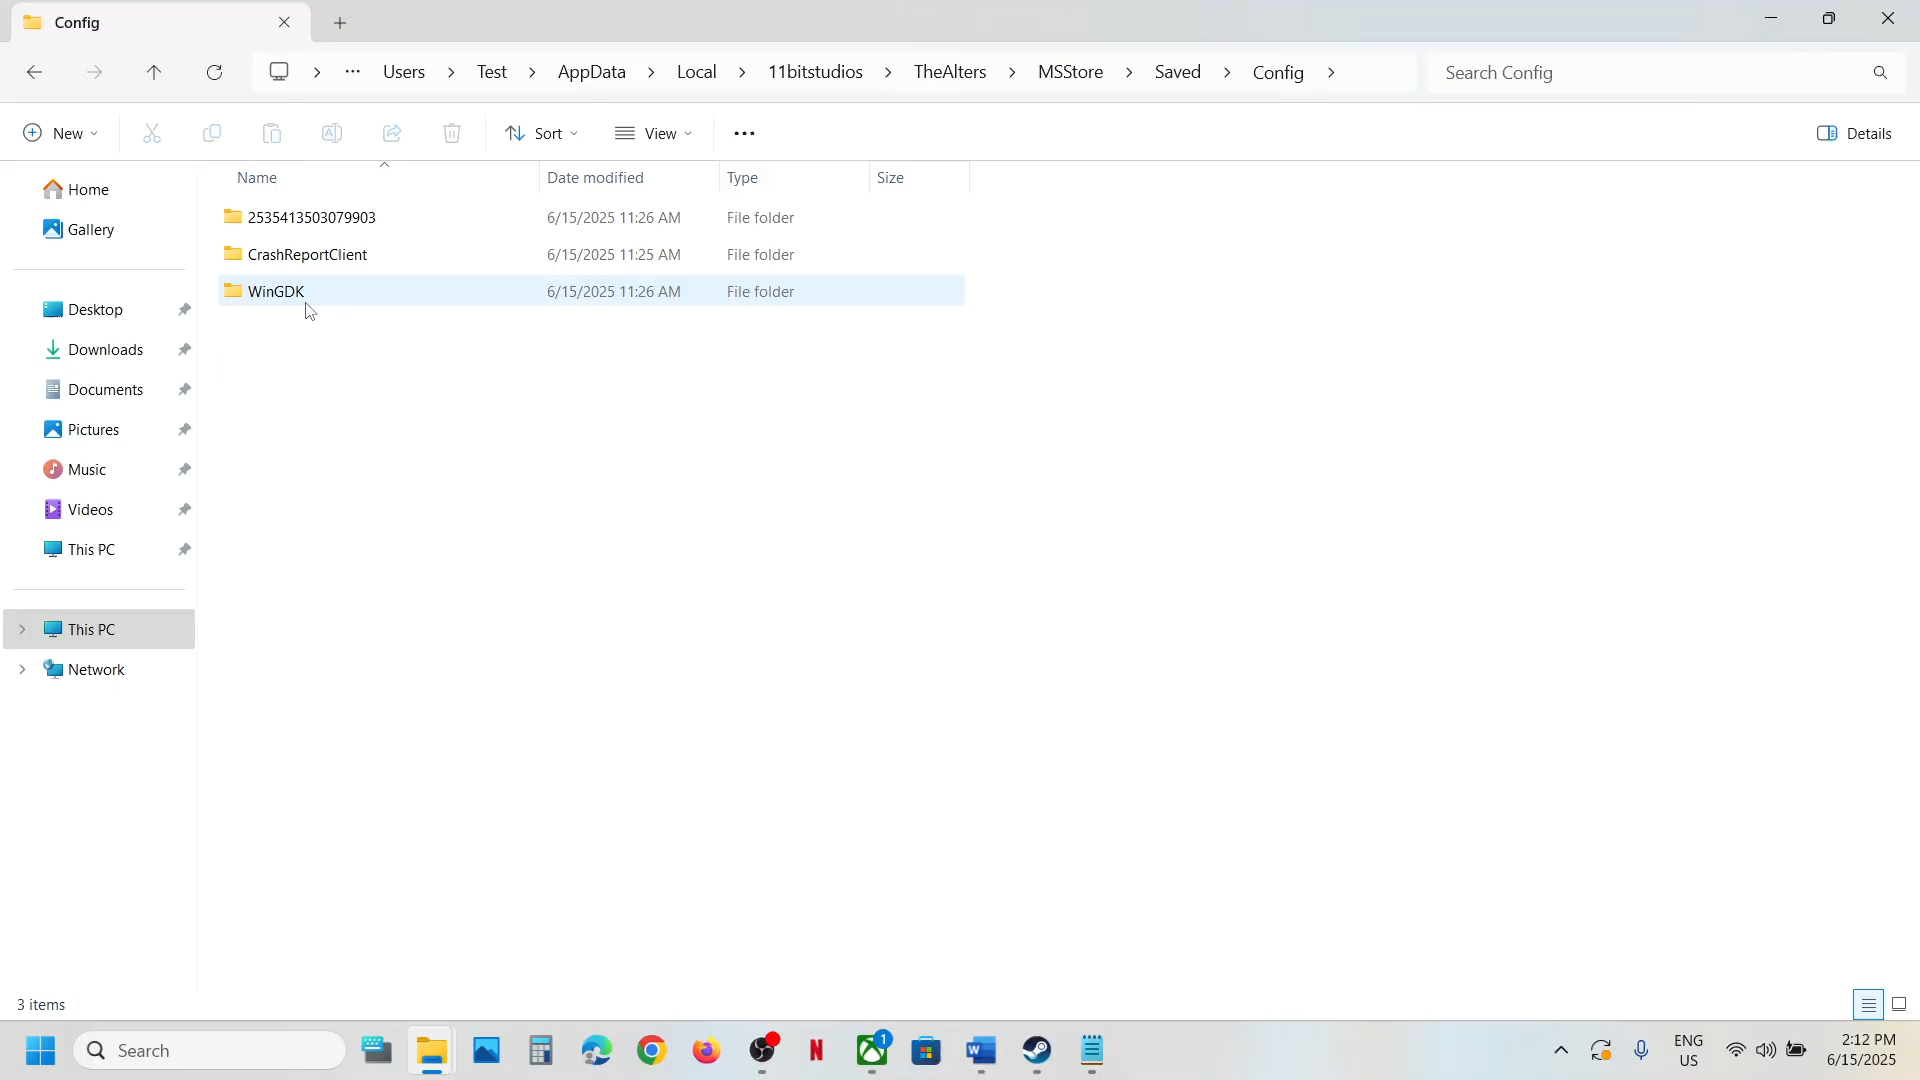 Config
Users Test AppData Local 11bitstudios TheAlters MSStore Saved Config
Search Config
New
Sort
View
Details
Name Date modified Type Size
2535413503079903 6/15/2025 11:26 AM File folder
CrashReportClient 6/15/2025 11:25 AM File folder
WinGDK 6/15/2025 11:26 AM File folder
Home
Gallery
Desktop
Downloads
Documents
Pictures
Music
Videos
This PC
This PC
Network
3 items
Search
1
ENG
US
2:12 PM
6/15/2025